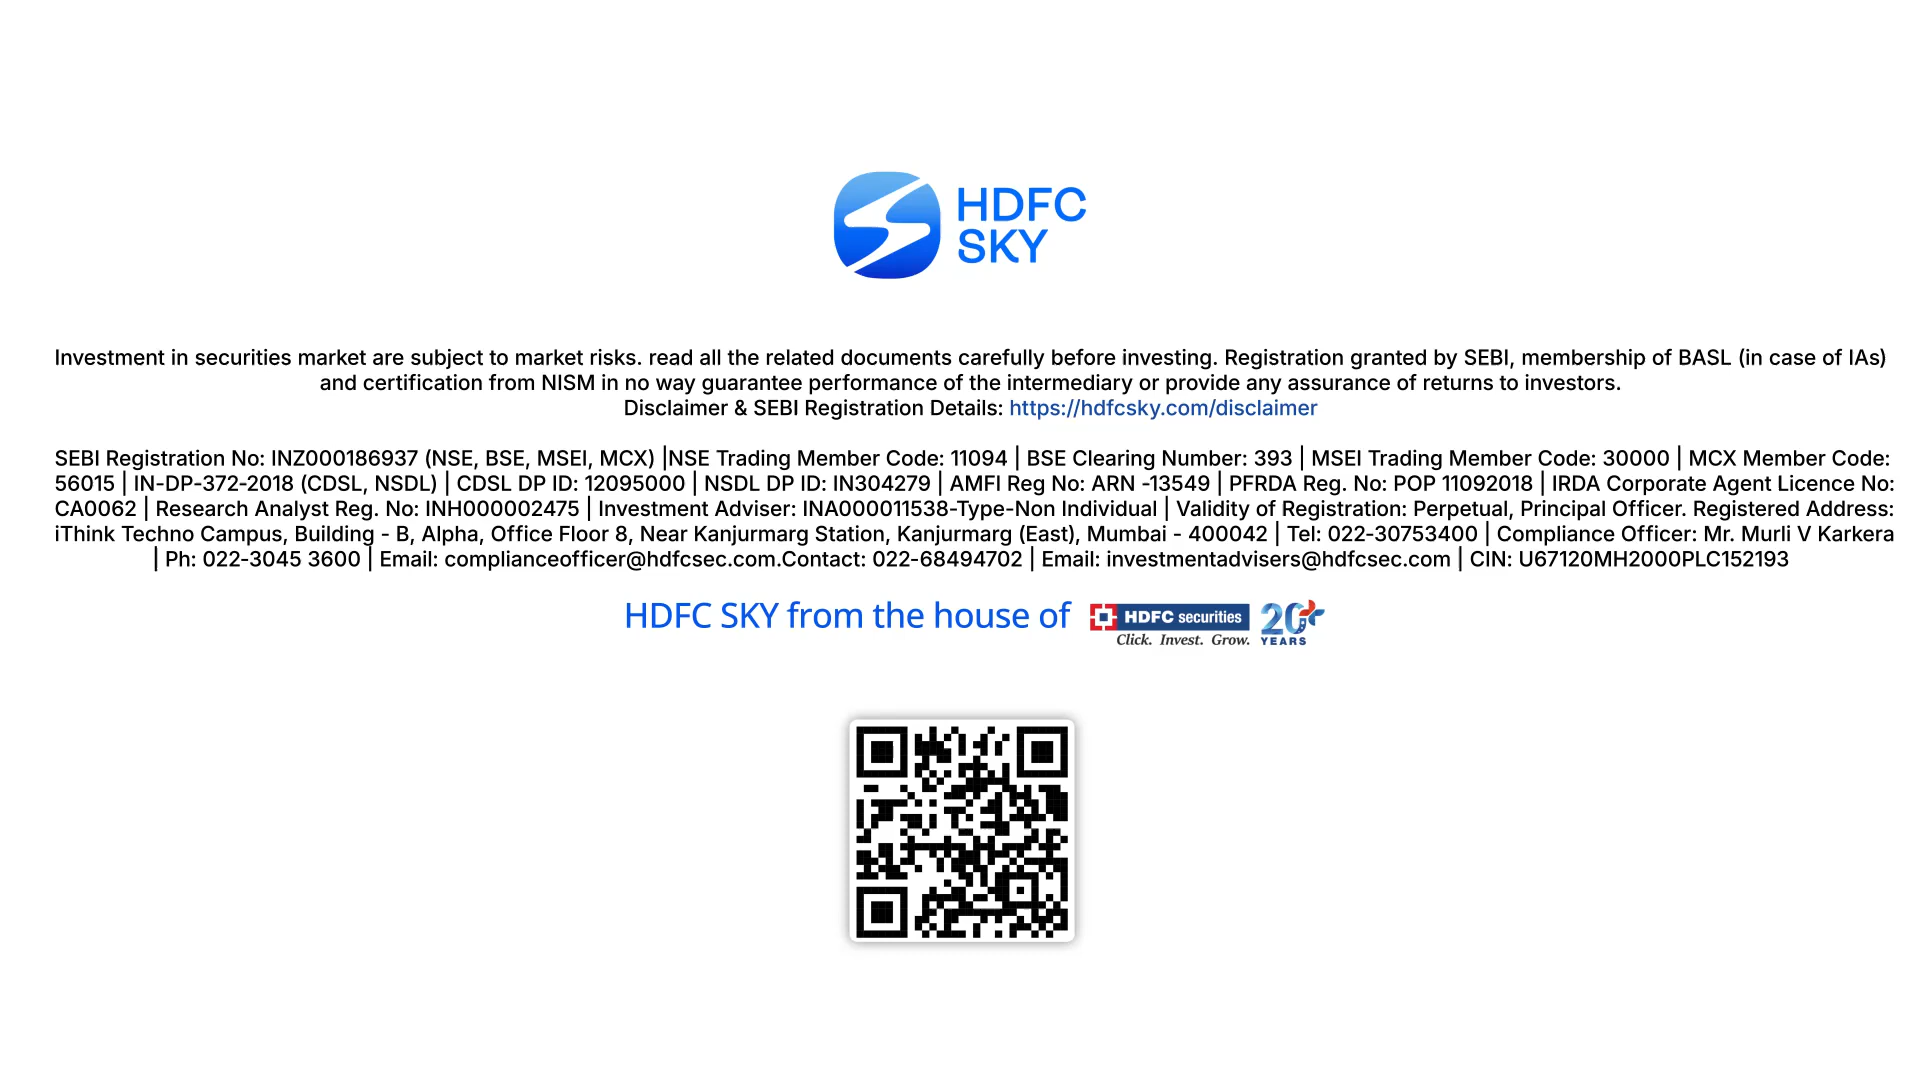 HDFC
SKY
Investment in securities market are subject to market risks. read all the related documents carefully before investing. Registration granted by SEBI, membership of BASL (in case of IAs)
and certification from NISM in no way guarantee performance of the intermediary or provide any assurance of returns to investors.
Disclaimer & SEBI Registration Details: https://hdfcsky.com/disclaimer
SEBI Registration No: INZ000186937 (NSE, BSE, MSEI, MCX) |NSE Trading Member Code: 11094 | BSE Clearing Number: 393 | MSEI Trading Member Code: 30000 | MCX Member Code:
56015 | IN-DP-372-2018 (CDSL, NSDL) | CDSL DP ID: 12095000 | NSDL DP ID: IN304279 | AMFI Reg No: ARN -13549 | PFRDA Reg. No: POP 11092018 | IRDA Corporate Agent Licence No:
CA0062 | Research Analyst Reg. No: INH000002475 | Investment Adviser: INA000011538-Type-Non Individual | Validity of Registration: Perpetual, Principal Officer. Registered Address:
iThink Techno Campus, Building - B, Alpha, Office Floor 8, Near Kanjurmarg Station, Kanjurmarg (East), Mumbai - 400042 | Tel: 022-30753400 | Compliance Officer: Mr. Murli V Karkera
| Ph: 022-3045 3600 | Email: complianceofficer@hdfcsec.com.Contact: 022-68494702 | Email: investmentadvisers@hdfcsec.com | CIN: U67120MH2000PLC152193
HDFC SKY from the house of HDFC securities 20+
Click. Invest. Grow. YEARS